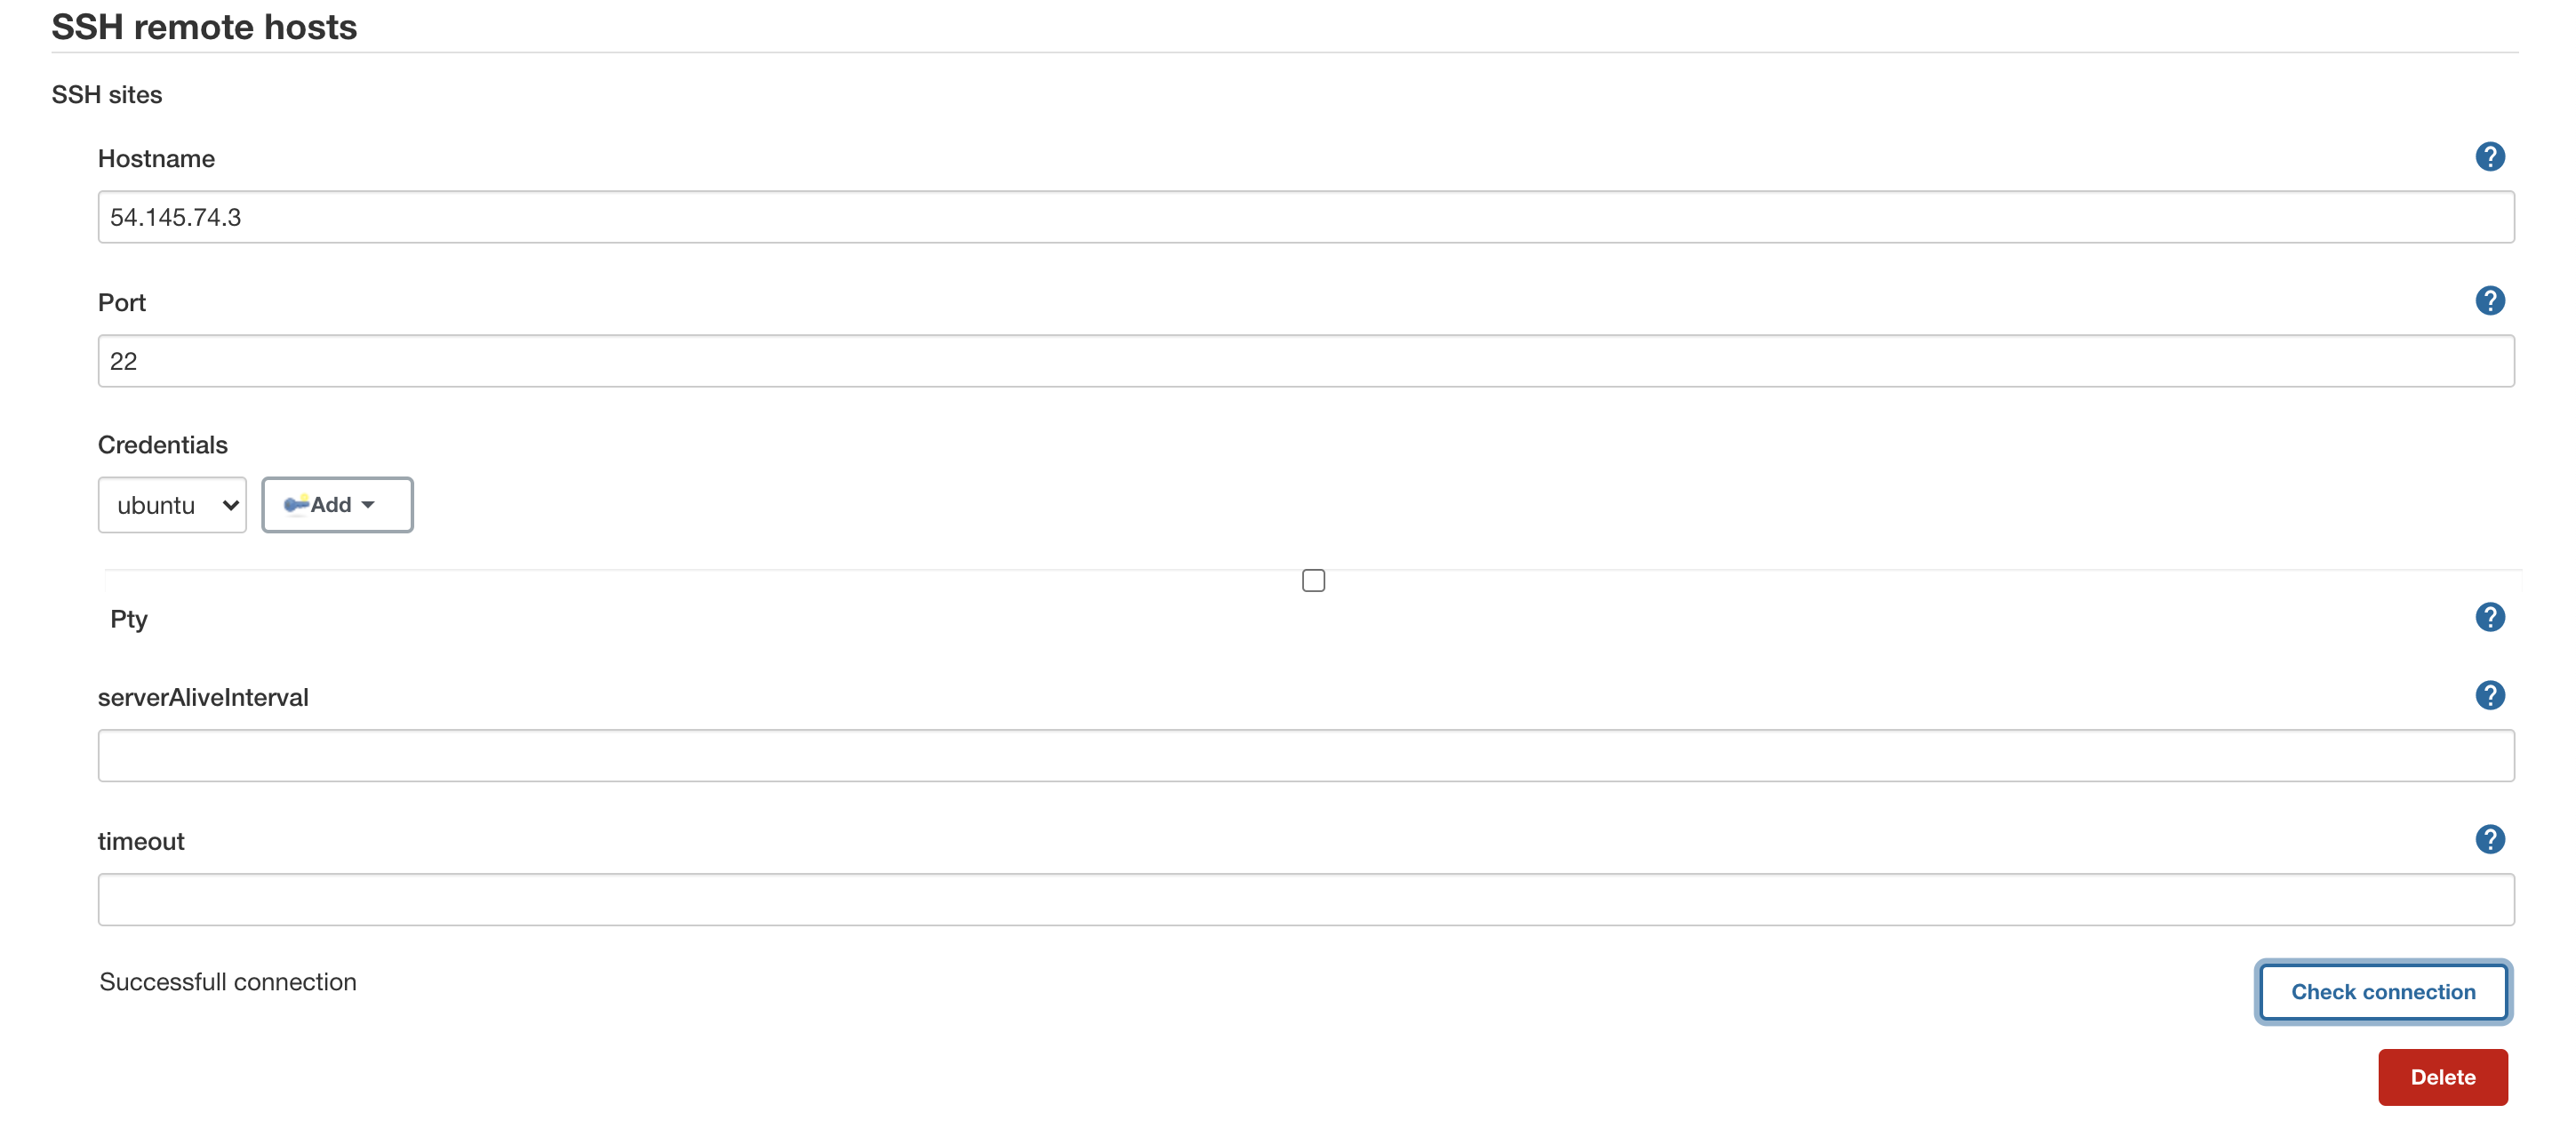 SSH remote hosts
SSH sites
Hostname
?
54.145.74.3
Port
?
22
Credentials
ubuntu Add
Pty
?
serverAliveInterval
?
timeout
?
Successfull connection
Check connection
Delete